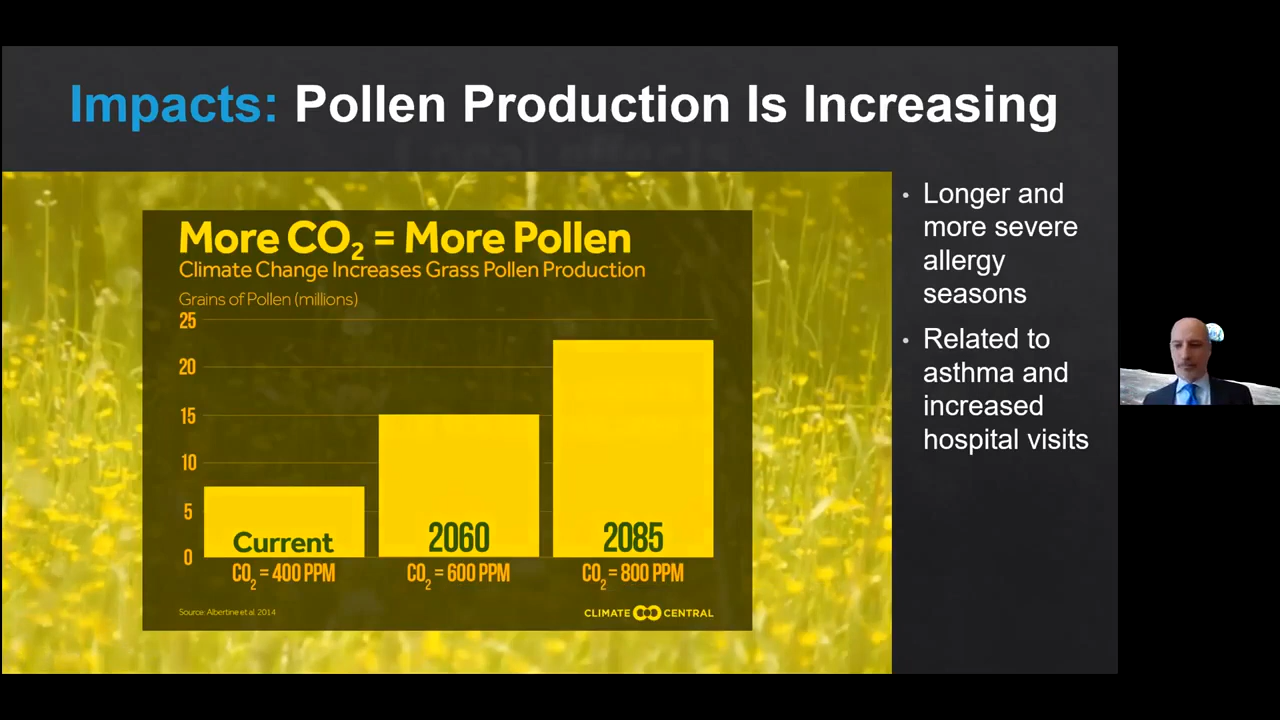 Impacts: Pollen Production Is Increasing
More CO₂ = More Pollen
Climate Change Increases Grass Pollen Production
Grains of Pollen (millions)
25
20
15
10
5
0
Current
2060
2085
CO₂ = 400 PPM
CO₂ = 600 PPM
CO₂ = 800 PPM
Source: Albertine et al. 2014
CLIMATE CENTRAL
• Longer and
more severe
allergy
seasons
• Related to
asthma and
increased
hospital visits